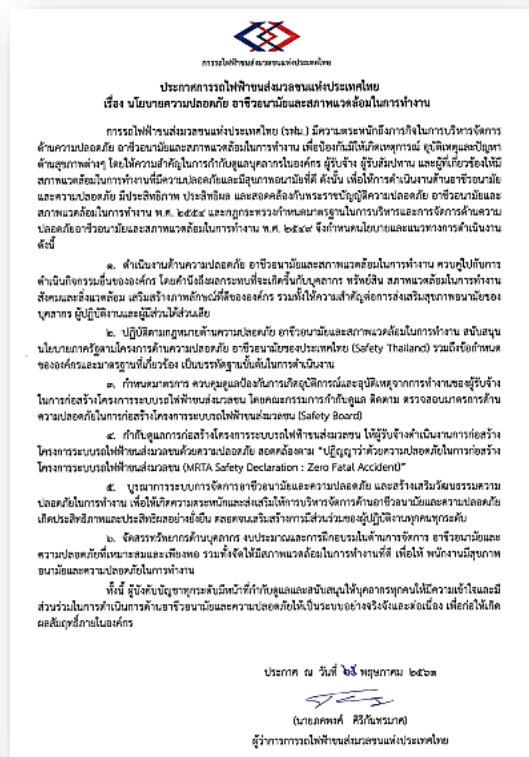 การรถไฟฟ้าขนส่งมวลชนแห่งประเทศไทย
ประกาศการรถไฟฟ้าขนส่งมวลชนแห่งประเทศไทย
เรื่อง นโยบายความปลอดภัย อาชีวอนามัยและสภาพแวดล้อมในการทำงาน
การรถไฟฟ้าขนส่งมวลชนแห่งประเทศไทย (รฟม.) มีความตระหนักถึงภารกิจในการบริหารจัดการ
ด้านความปลอดภัย อาชีวอนามัยและสภาพแวดล้อมในการทำงาน เพื่อป้องกันมิให้เกิดเหตุการณ์ อุบัติเหตุและปัญหา
ด้านสุขภาพต่างๆ โดยให้ความสำคัญในการกำกับดูแลบุคลากรในองค์กร ผู้รับจ้าง ผู้รับสัมปทาน และผู้ที่เกี่ยวข้องให้มี
สภาพแวดล้อมในการทำงานที่มีความปลอดภัยและมีสุขภาพอนามัยที่ดี ดังนั้น เพื่อให้การดำเนินงานด้านอาชีวอนามัย
และความปลอดภัย มีประสิทธิภาพ ประสิทธิผล และสอดคล้องกับพระราชบัญญัติความปลอดภัย อาชีวอนามัยและ
สภาพแวดล้อมในการทำงาน พ.ศ. ๒๕๕๔ และกฎกระทรวงกำหนดมาตรฐานในการบริหารและการจัดการด้านความ
ปลอดภัยอาชีวอนามัยและสภาพแวดล้อมในการทำงาน พ.ศ. ๒๕๔๙ จึงกำหนดนโยบายและแนวทางการดำเนินงาน
ดังนี้
๑. ดำเนินงานด้านความปลอดภัย อาชีวอนามัยและสภาพแวดล้อมในการทำงาน ควบคู่ไปกับการ
ดำเนินกิจกรรมอื่นขององค์กร โดยคำนึงถึงผลกระทบที่จะเกิดขึ้นกับบุคลากร ทรัพย์สิน สภาพแวดล้อมในการทำงาน
สังคมและสิ่งแวดล้อม เสริมสร้างภาพลักษณ์ที่ดีขององค์กร รวมทั้งให้ความสำคัญต่อการส่งเสริมสุขภาพอนามัยของ
บุคลากร ผู้ปฏิบัติงานและผู้มีส่วนได้ส่วนเสีย
๒. ปฏิบัติตามกฎหมายด้านความปลอดภัย อาชีวอนามัยและสภาพแวดล้อมในการทำงาน สนับสนุน
นโยบายภาครัฐตามโครงการด้านความปลอดภัย อาชีวอนามัยของประเทศไทย (Safety Thailand) รวมถึงข้อกำหนด
ขององค์กรและมาตรฐานที่เกี่ยวข้อง เป็นบรรทัดฐานขั้นต้นในการดำเนินงาน
๓. กำหนดมาตรการ ควบคุมดูแลป้องกันการเกิดอุบัติการณ์และอุบัติเหตุจากการทำงานของผู้รับจ้าง
ในการก่อสร้างโครงการระบบรถไฟฟ้าขนส่งมวลชน โดยคณะกรรมการกำกับดูแล ติดตาม ตรวจสอบมาตรการด้าน
ความปลอดภัยในการก่อสร้างโครงการระบบรถไฟฟ้าขนส่งมวลชน (Safety Board)
๔. กำกับดูแลการก่อสร้างโครงการระบบรถไฟฟ้าขนส่งมวลชน ให้ผู้รับจ้างดำเนินงานการก่อสร้าง
โครงการระบบรถไฟฟ้าขนส่งมวลชนด้วยความปลอดภัย สอดคล้องตาม "ปฏิญญาว่าด้วยความปลอดภัยในการก่อสร้าง
โครงการระบบรถไฟฟ้าขนส่งมวลชน (MRTA Safety Declaration : Zero Fatal Accident)"
๕. บูรณาการระบบการจัดการอาชีวอนามัยและความปลอดภัย และสร้างเสริมวัฒนธรรมความ
ปลอดภัยในการทำงาน เพื่อให้เกิดความตระหนักและส่งเสริมให้การบริหารจัดการด้านอาชีวอนามัยและความปลอดภัย
เกิดประสิทธิภาพและประสิทธิผลอย่างยั่งยืน ตลอดจนเสริมสร้างการมีส่วนร่วมของผู้ปฏิบัติงานทุกคนทุกระดับ
๖. จัดสรรทรัพยากรด้านบุคลากร งบประมาณและการฝึกอบรมในด้านการจัดการ อาชีวอนามัยและ
ความปลอดภัยที่เหมาะสมและเพียงพอ รวมทั้งจัดให้มีสภาพแวดล้อมในการทำงานที่ดี เพื่อให้ พนักงานมีสุขภาพ
อนามัยและความปลอดภัยในการทำงาน
ทั้งนี้ ผู้บังคับบัญชาทุกระดับมีหน้าที่กำกับดูแลและสนับสนุนให้บุคลากรทุกคนให้มีความเข้าใจและมี
ส่วนร่วมในการดำเนินการด้านอาชีวอนามัยและความปลอดภัยให้เป็นระบบอย่างจริงจังและต่อเนื่อง เพื่อก่อให้เกิด
ผลสัมฤทธิ์ภายในองค์กร
ประกาศ ณ วันที่ พฤษภาคม ๒๕๖๑
(นายภคพงศ์ ศิริกันทรมาศ)
ผู้ว่าการการรถไฟฟ้าขนส่งมวลชนแห่งประเทศไทย